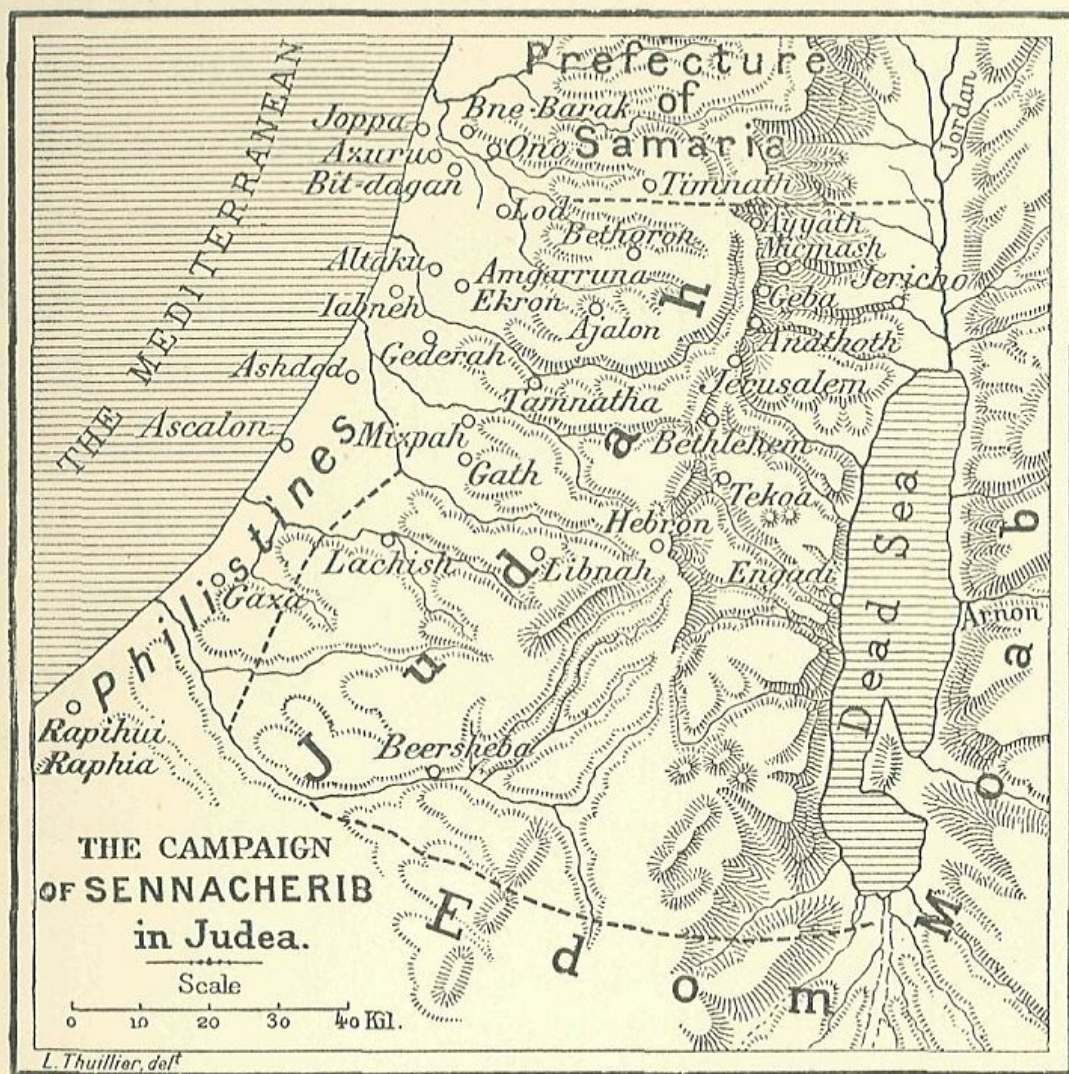 THE MEDITERRANEAN
Prefecture
of
Samaria
Jordan
Joppa
Bne-Barak
Azuru
Ono
Bît-dagan
Timnath
Lod
Ayyath
Bethoron
Micmash
Altaku
Amgarruna
Ekron
Jericho
Iabneh
Geba
Ajalon
Anathoth
Gederah
Ashdod
Jerusalem
Tamnatha
Ascalon
Mizpah
Bethlehem
Gath
Tekoa
Hebron
Lachish
Libnah
Engadi
Gaza
Arnon
Dead Sea
Philistines
Judah
Moab
Rapihui
Raphia
Beersheba
Edom
THE CAMPAIGN
OF SENNACHERIB
in Judea.
Scale
0 10 20 30 40 Kil.
L. Thuillier, delt